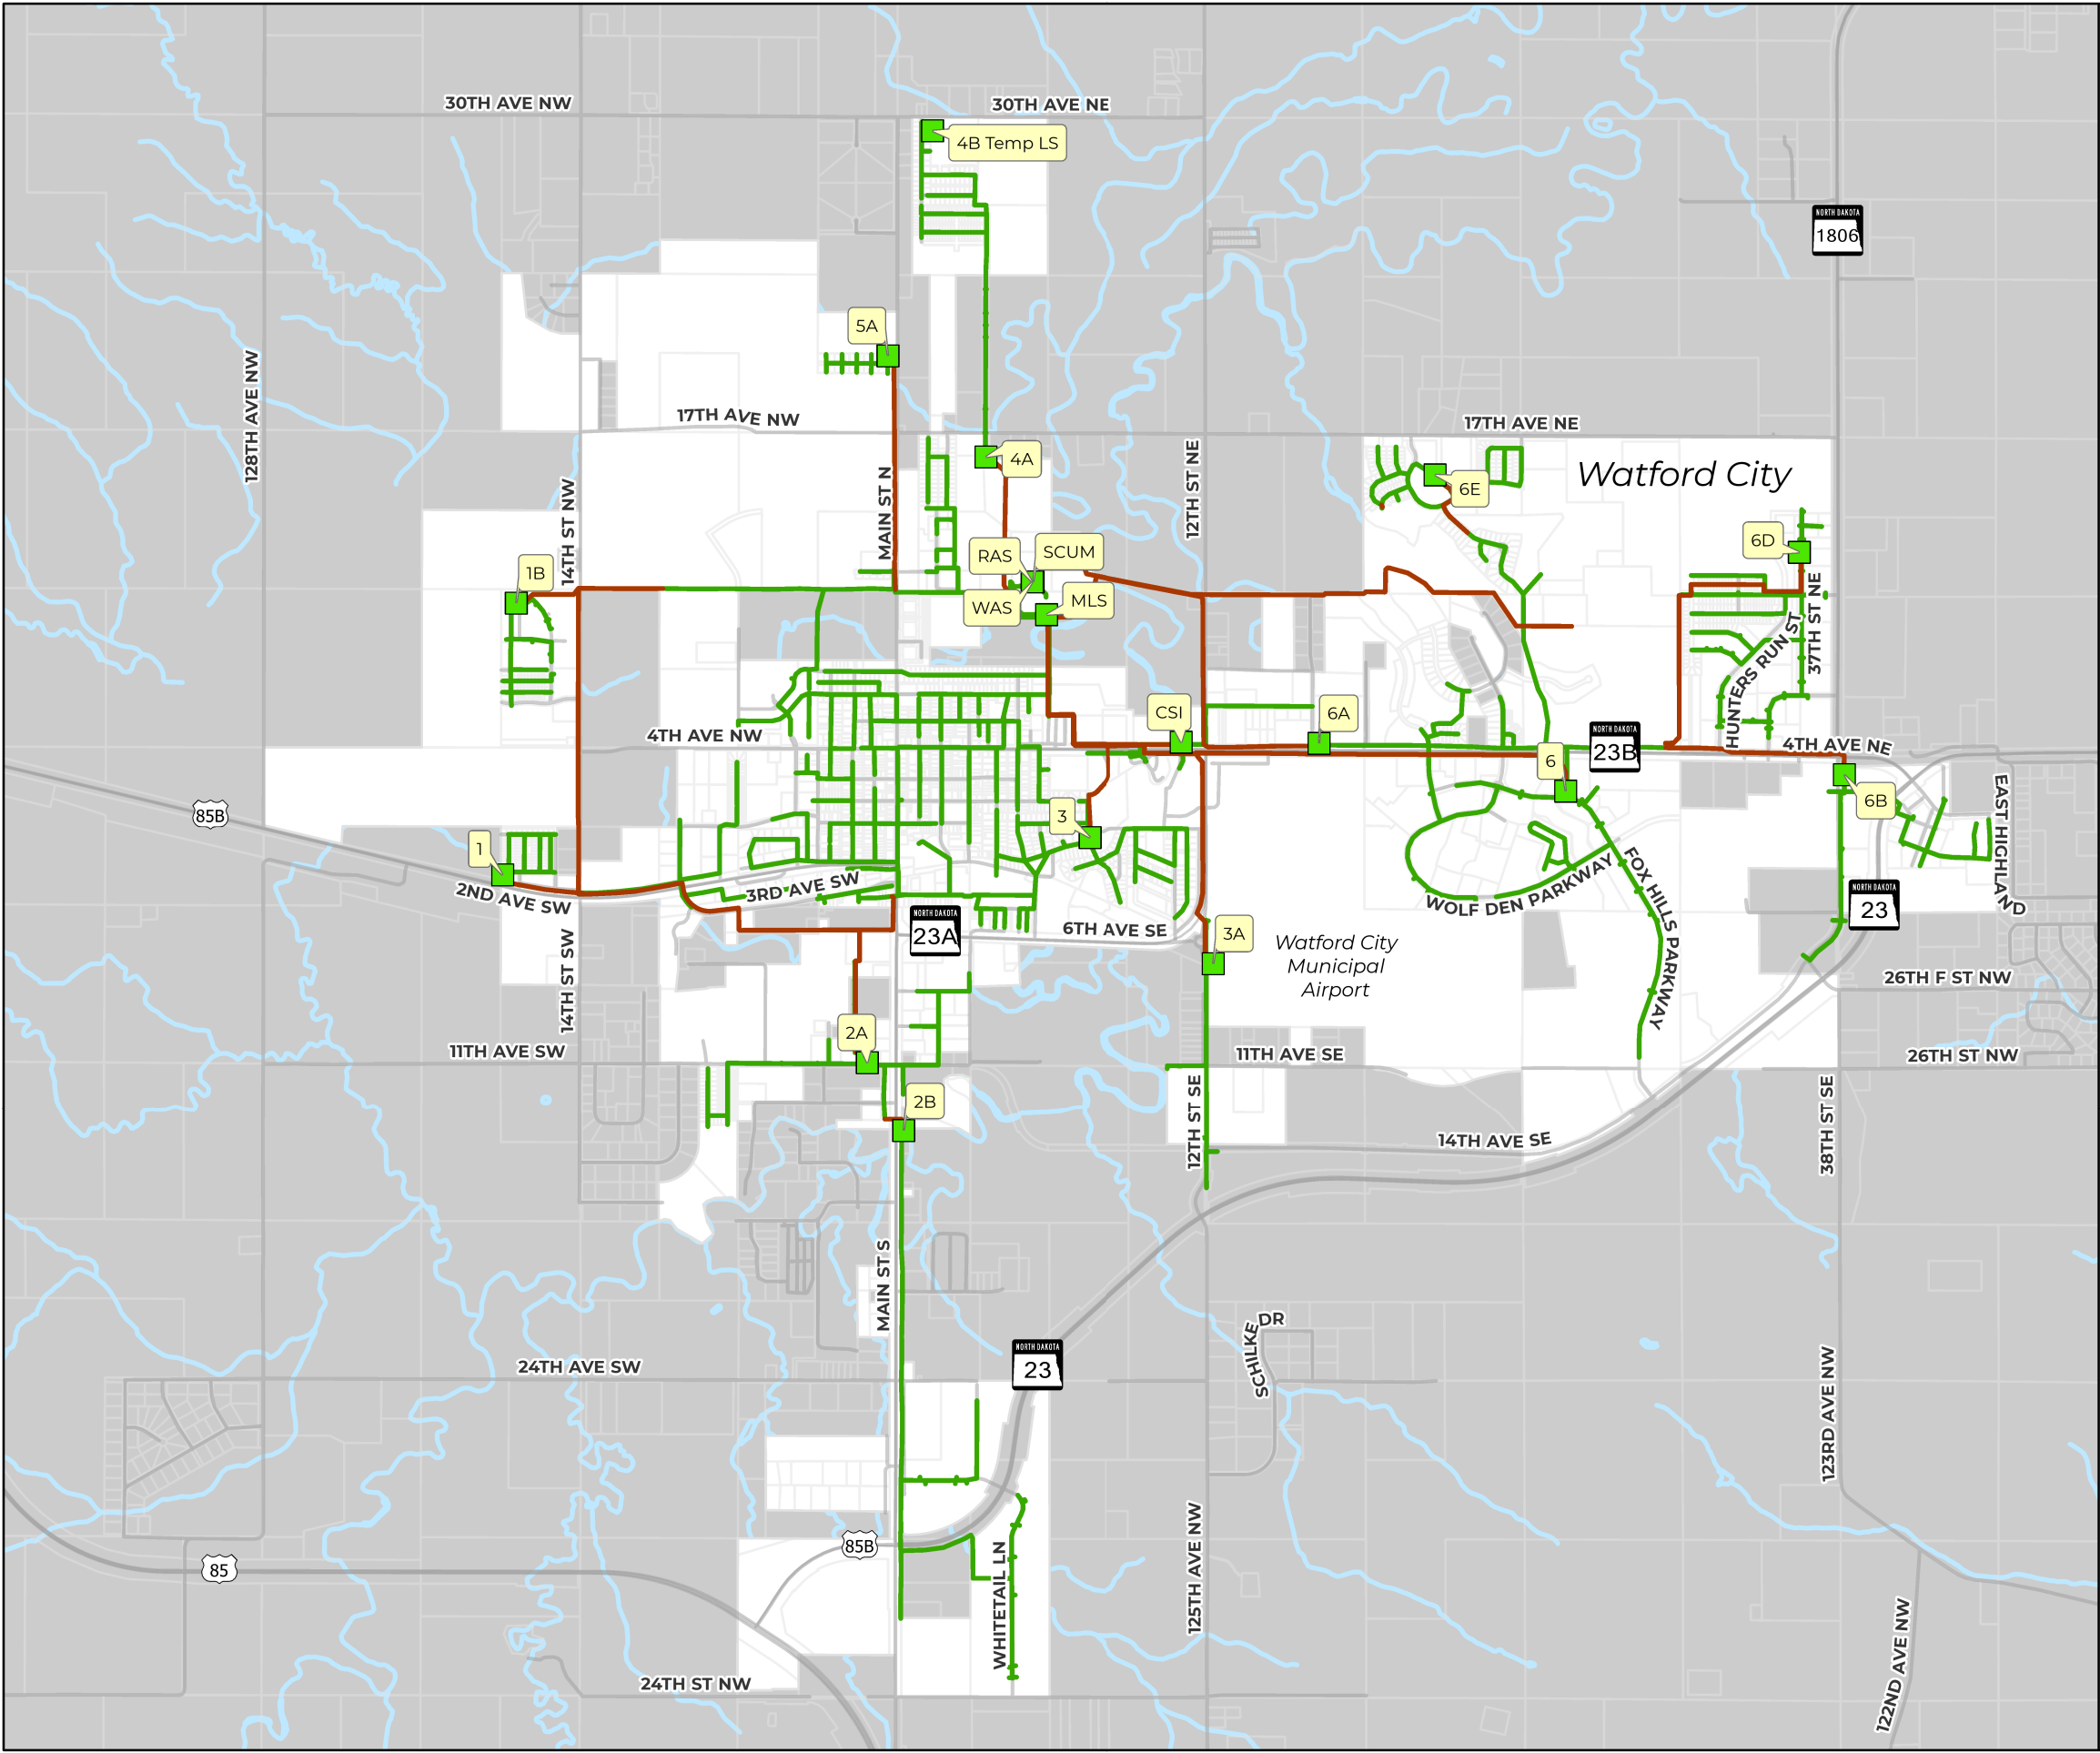 30TH AVE NW
30TH AVE NE
4B Temp LS
NORTH DAKOTA
1806
5A
128TH AVE NW
17TH AVE NW
17TH AVE NE
4A
MAIN ST N
12TH ST NE
14TH ST NW
Watford City
6E
6D
RAS
SCUM
1B
WAS
MLS
37TH ST NE
HUNTERS RUN ST
CSI
6A
4TH AVE NW
NORTH DAKOTA
23B
4TH AVE NE
6
6B
EAST HIGHLAND
85B
3
1
2ND AVE SW
3RD AVE SW
WOLF DEN PARKWAY
FOX HILLS PARKWAY
NORTH DAKOTA
23
NORTH DAKOTA
23A
6TH AVE SE
3A
Watford City
Municipal
Airport
14TH ST SW
26TH F ST NW
2A
11TH AVE SW
11TH AVE SE
26TH ST NW
2B
12TH ST SE
38TH ST SE
14TH AVE SE
MAIN ST S
SCHILKE DR
NORTH DAKOTA
23
24TH AVE SW
123RD AVE NW
125TH AVE NW
85B
85
WHITETAIL LN
24TH ST NW
122ND AVE NW